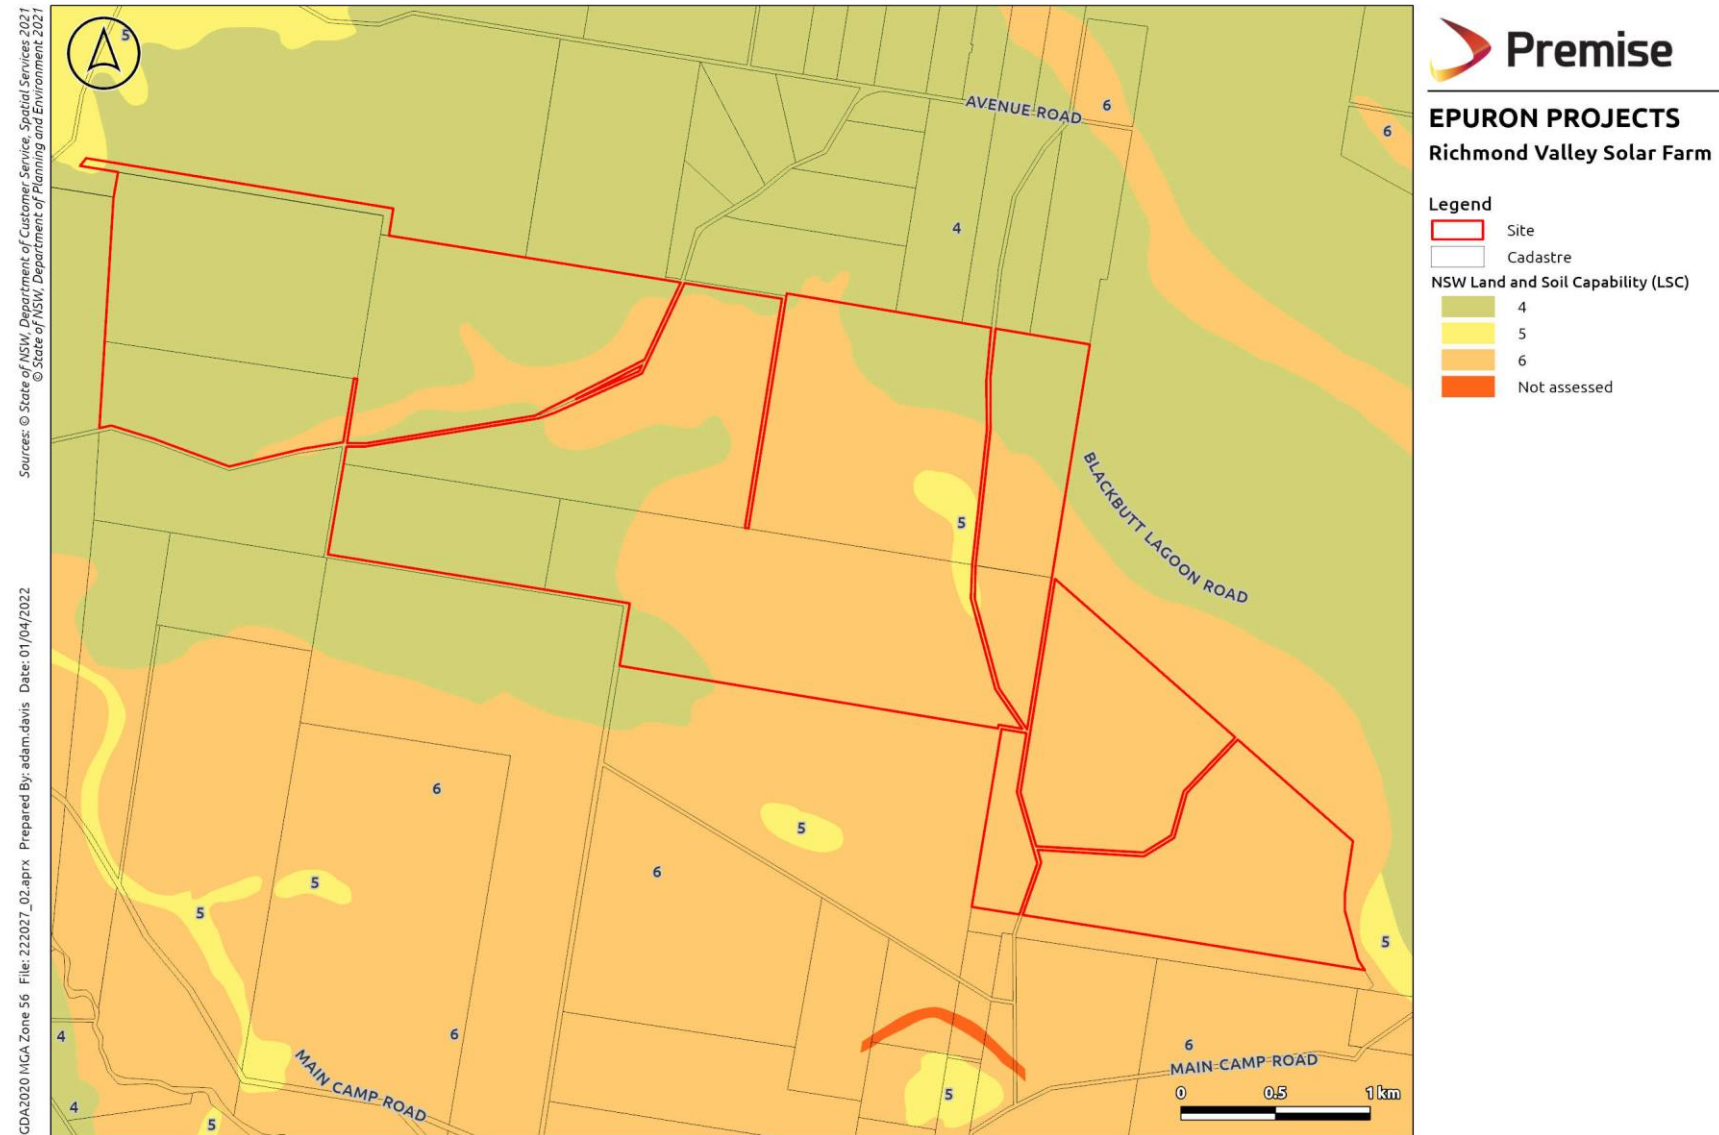 Sources: © State of NSW, Department of Customer Service, Spatial Services 2021
© State of NSW, Department of Planning and Environment 2021
GDA2020 MGA Zone 56 File: 222027_02.aprx Prepared By: adam.davis Date: 01/04/2022
5
AVENUE ROAD
6
6
4
BLACKBUTT LAGOON ROAD
5
6
5
6
5
5
5
4
6
6
MAIN CAMP ROAD
MAIN CAMP ROAD
5
4
5
0 0.5 1 km
Premise
EPURON PROJECTS
Richmond Valley Solar Farm
Legend
Site
Cadastre
NSW Land and Soil Capability (LSC)
4
5
6
Not assessed